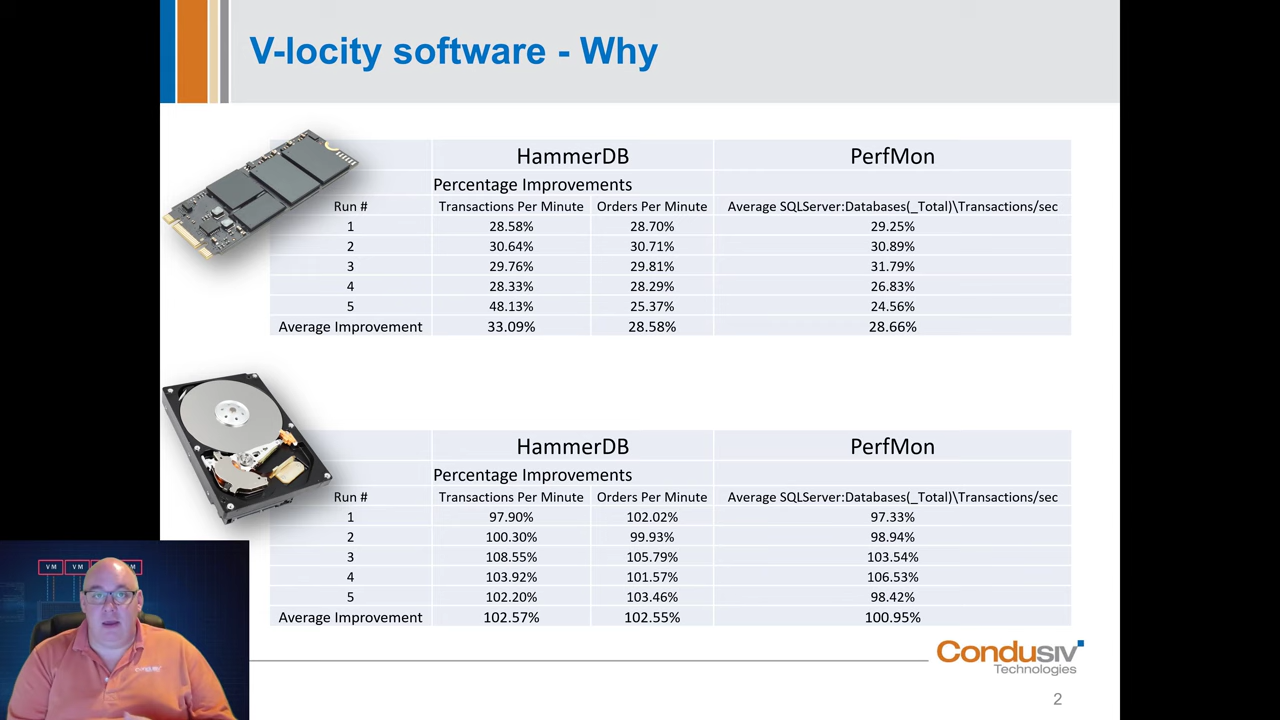 V-locity software - Why
HammerDB PerfMon
Percentage Improvements
Run # Transactions Per Minute Orders Per Minute Average SQLServer:Databases(_Total)\Transactions/sec
1 28.58% 28.70% 29.25%
2 30.64% 30.71% 30.89%
3 29.76% 29.81% 31.79%
4 28.33% 28.29% 26.83%
5 48.13% 25.37% 24.56%
Average Improvement 33.09% 28.58% 28.66%
HammerDB PerfMon
Percentage Improvements
Run # Transactions Per Minute Orders Per Minute Average SQLServer:Databases(_Total)\Transactions/sec
1 97.90% 102.02% 97.33%
2 100.30% 99.93% 98.94%
3 108.55% 105.79% 103.54%
4 103.92% 101.57% 106.53%
5 102.20% 103.46% 98.42%
Average Improvement 102.57% 102.55% 100.95%
VM VM
Condusiv
Technologies
2